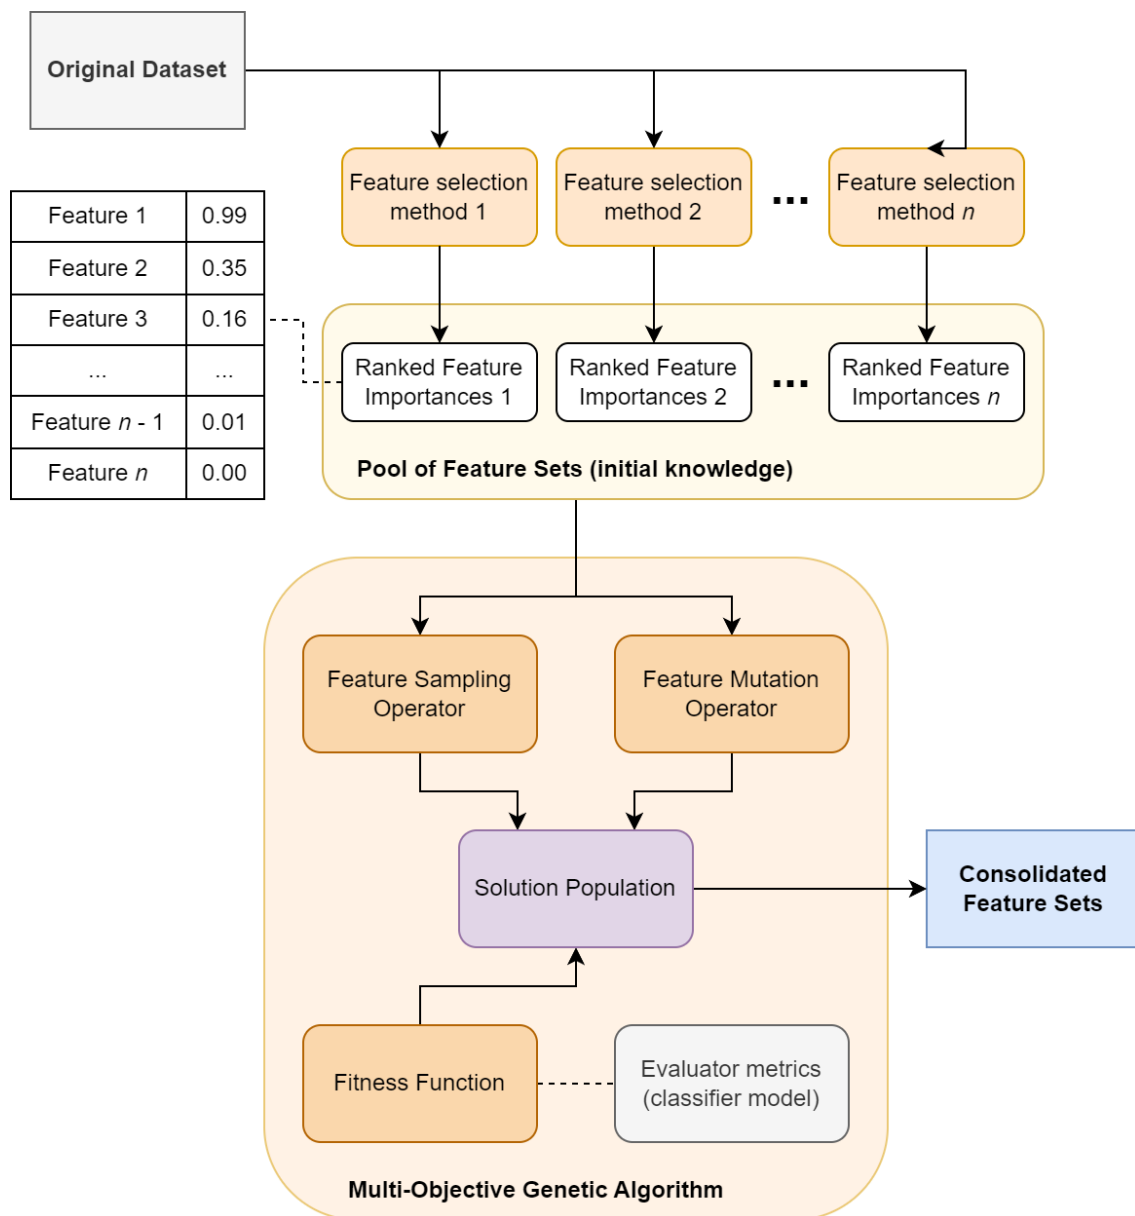 Original Dataset
Feature selection
method 1
Feature selection
method 2
...
Feature selection
method n
Feature 1 0.99
Feature 2 0.35
Feature 3 0.16
... ...
Feature n - 1 0.01
Feature n 0.00
Ranked Feature
Importances 1
Ranked Feature
Importances 2
...
Ranked Feature
Importances n
Pool of Feature Sets (initial knowledge)
Feature Sampling
Operator
Feature Mutation
Operator
Solution Population
Consolidated
Feature Sets
Fitness Function
Evaluator metrics
(classifier model)
Multi-Objective Genetic Algorithm